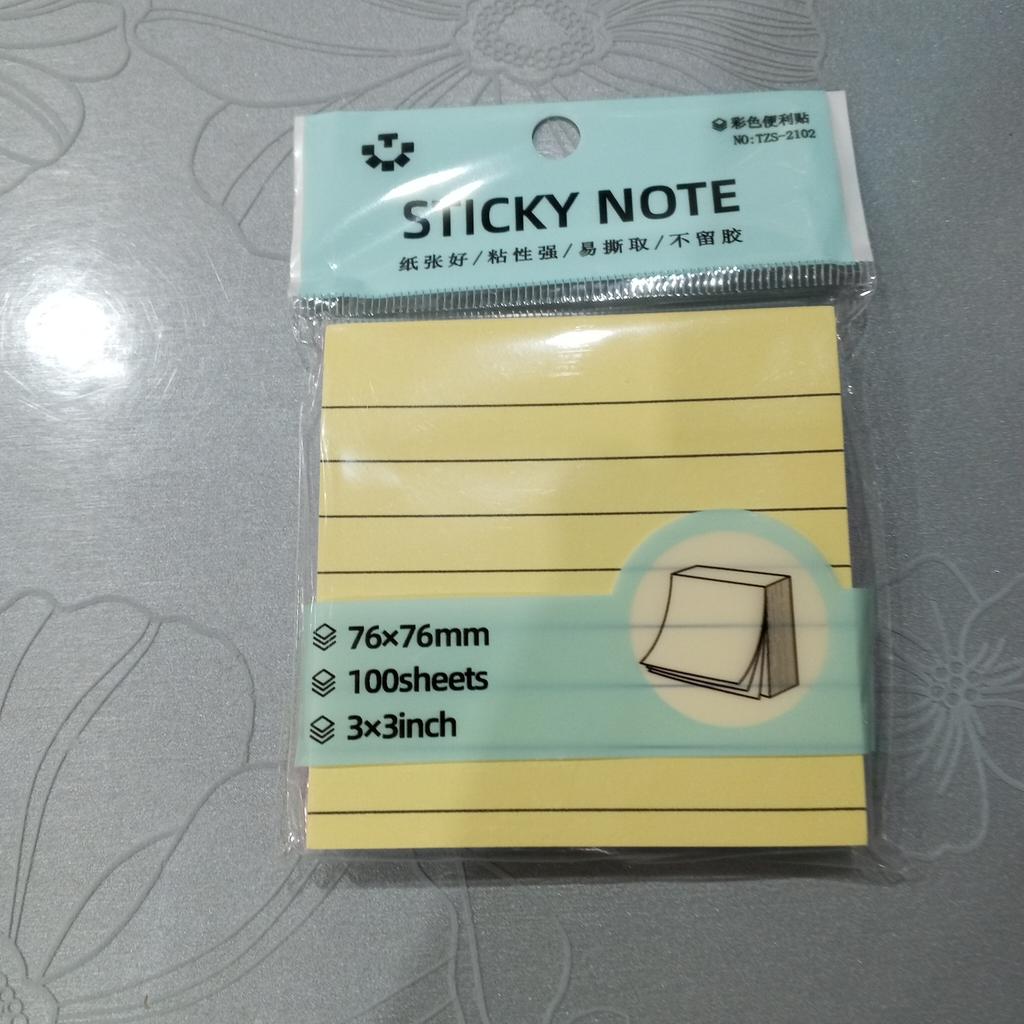 彩色便利贴
NO:TZS-2102
STICKY NOTE
纸张好/粘性强/易撕取/不留胶
76×76mm
100sheets
3×3inch